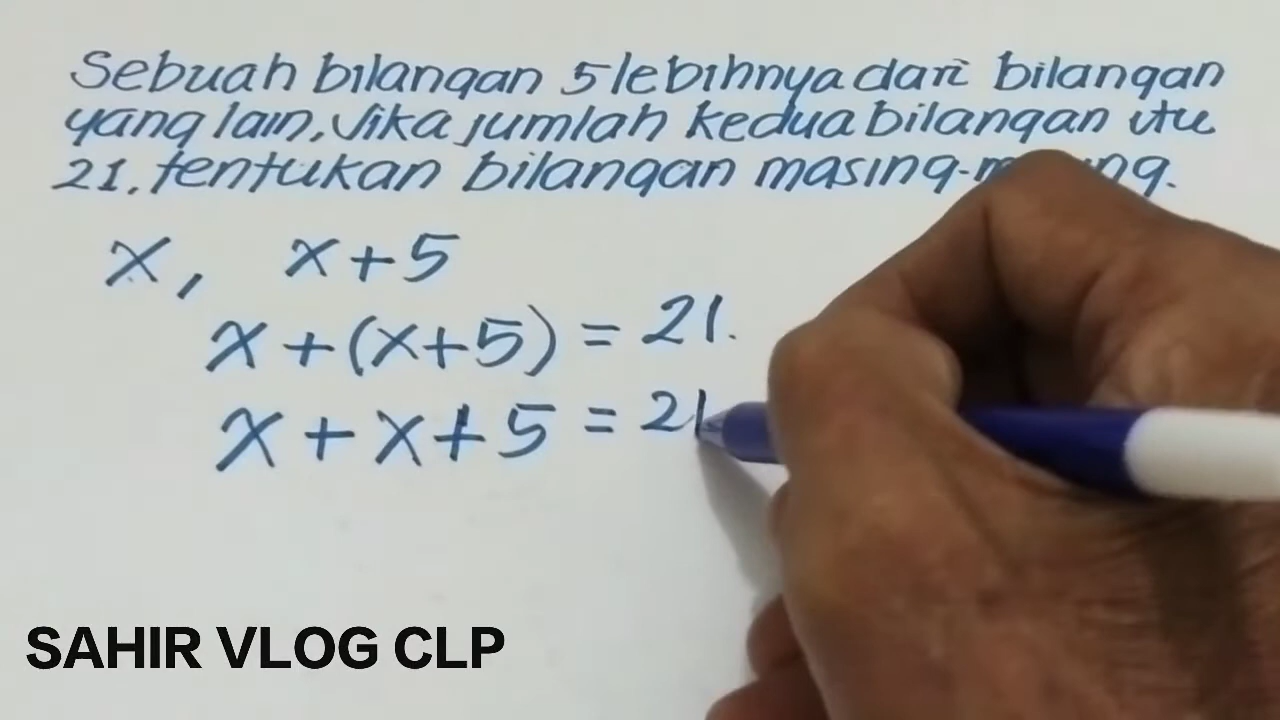 Sebuah bilangan 5 lebihnya dari bilangan
yang lain, Jika jumlah kedua bilangan itu
21, tentukan bilangan
x, x+5
x+(x+5) = 21.
x+x+5 = 21
SAHIR VLOG CLP